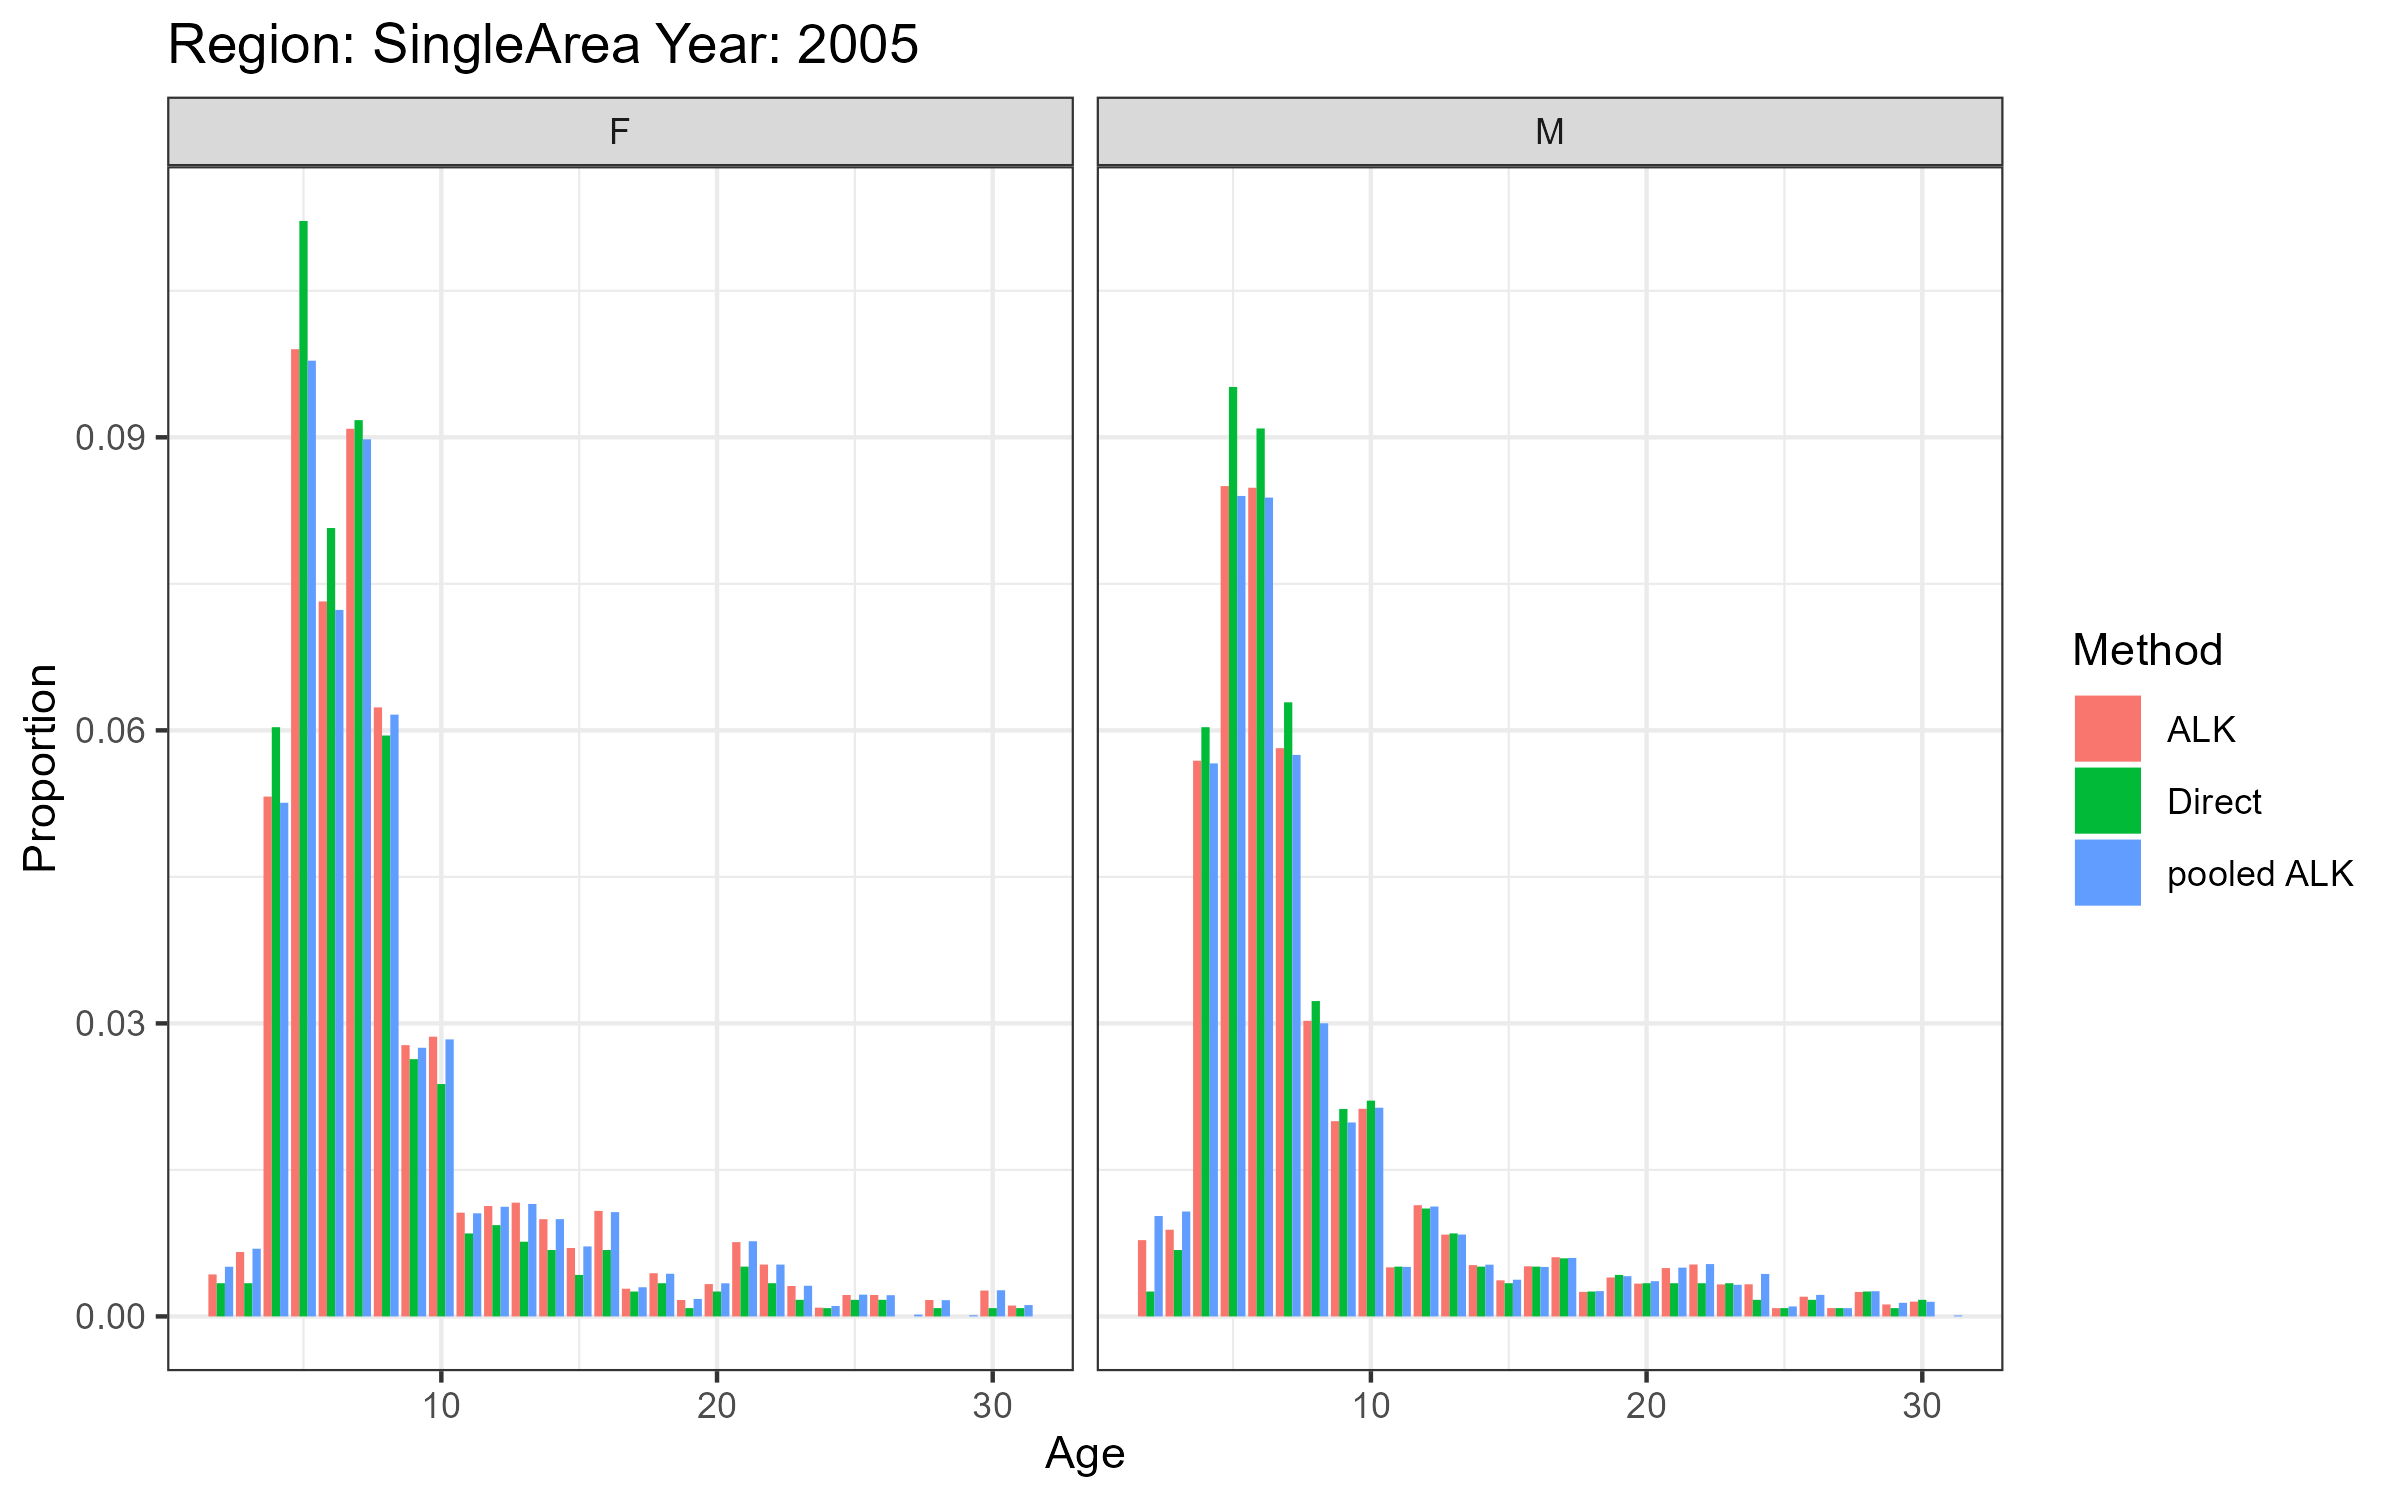 Region: SingleArea Year: 2005
F
M
Proportion
0.09
0.06
0.03
0.00
10
20
30
10
20
30
Age
Method
ALK
Direct
pooled ALK